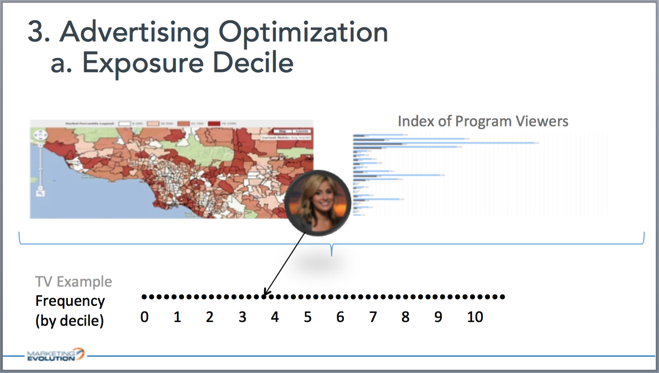 3. Advertising Optimization
a. Exposure Decile
Index of Program Viewers
TV Example
Frequency
(by decile)
0 1 2 3 4 5 6 7 8 9 10
MARKETING
EVOLUTION